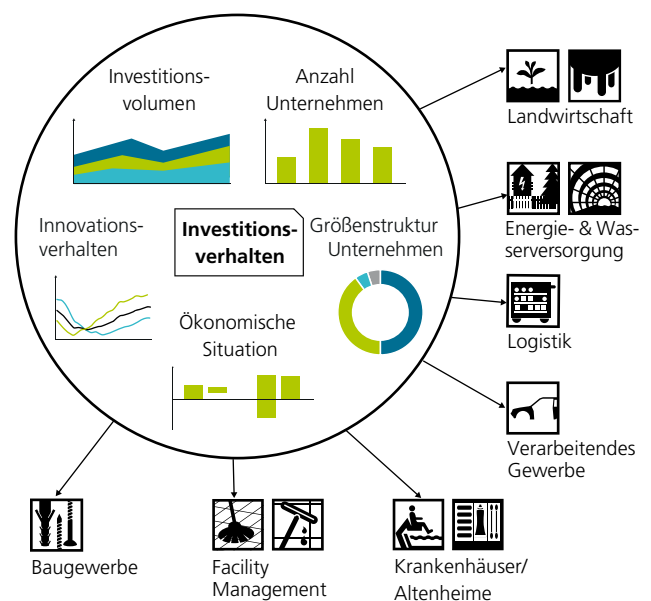 Investitions-
volumen
Anzahl
Unternehmen
Innovations-
verhalten
Investitions-
verhalten
Größenstruktur
Unternehmen
Ökonomische
Situation
Landwirtschaft
Energie- & Was-
serversorgung
Logistik
Verarbeitendes
Gewerbe
Baugewerbe
Facility
Management
Krankenhäuser/
Altenheime